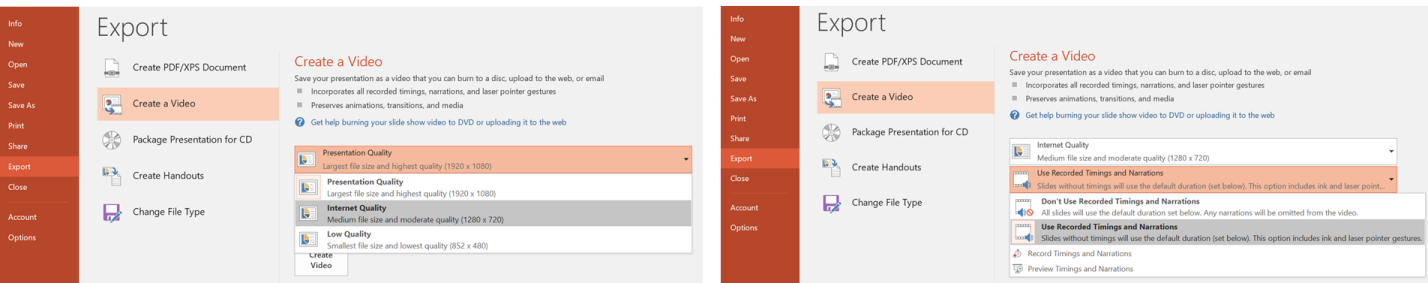 Info
New
Open
Save
Save As
Print
Share
Export
Close
Account
Options
Export
Create PDF/XPS Document
Create a Video
Package Presentation for CD
Create Handouts
Change File Type
Create a Video
Save your presentation as a video that you can burn to a disc, upload to the web, or email
Incorporates all recorded timings, narrations, and laser pointer gestures
Preserves animations, transitions, and media
Get help burning your slide show video to DVD or uploading it to the web
Presentation Quality
Largest file size and highest quality (1920 x 1080)
Presentation Quality
Largest file size and highest quality (1920 x 1080)
Internet Quality
Medium file size and moderate quality (1280 x 720)
Low Quality
Smallest file size and lowest quality (852 x 480)
Create
Video
Info
New
Open
Save
Save As
Print
Share
Export
Close
Account
Options
Export
Create PDF/XPS Document
Create a Video
Package Presentation for CD
Create Handouts
Change File Type
Create a Video
Save your presentation as a video that you can burn to a disc, upload to the web, or email
Incorporates all recorded timings, narrations, and laser pointer gestures
Preserves animations, transitions, and media
Get help burning your slide show video to DVD or uploading it to the web
Internet Quality
Medium file size and moderate quality (1280 x 720)
Use Recorded Timings and Narrations
Slides without timings will use the default duration (set below). This option includes ink and laser point...
Don't Use Recorded Timings and Narrations
All slides will use the default duration set below. Any narrations will be omitted from the video.
Use Recorded Timings and Narrations
Slides without timings will use the default duration (set below). This option includes ink and laser pointer gestures.
Record Timings and Narrations
Preview Timings and Narrations